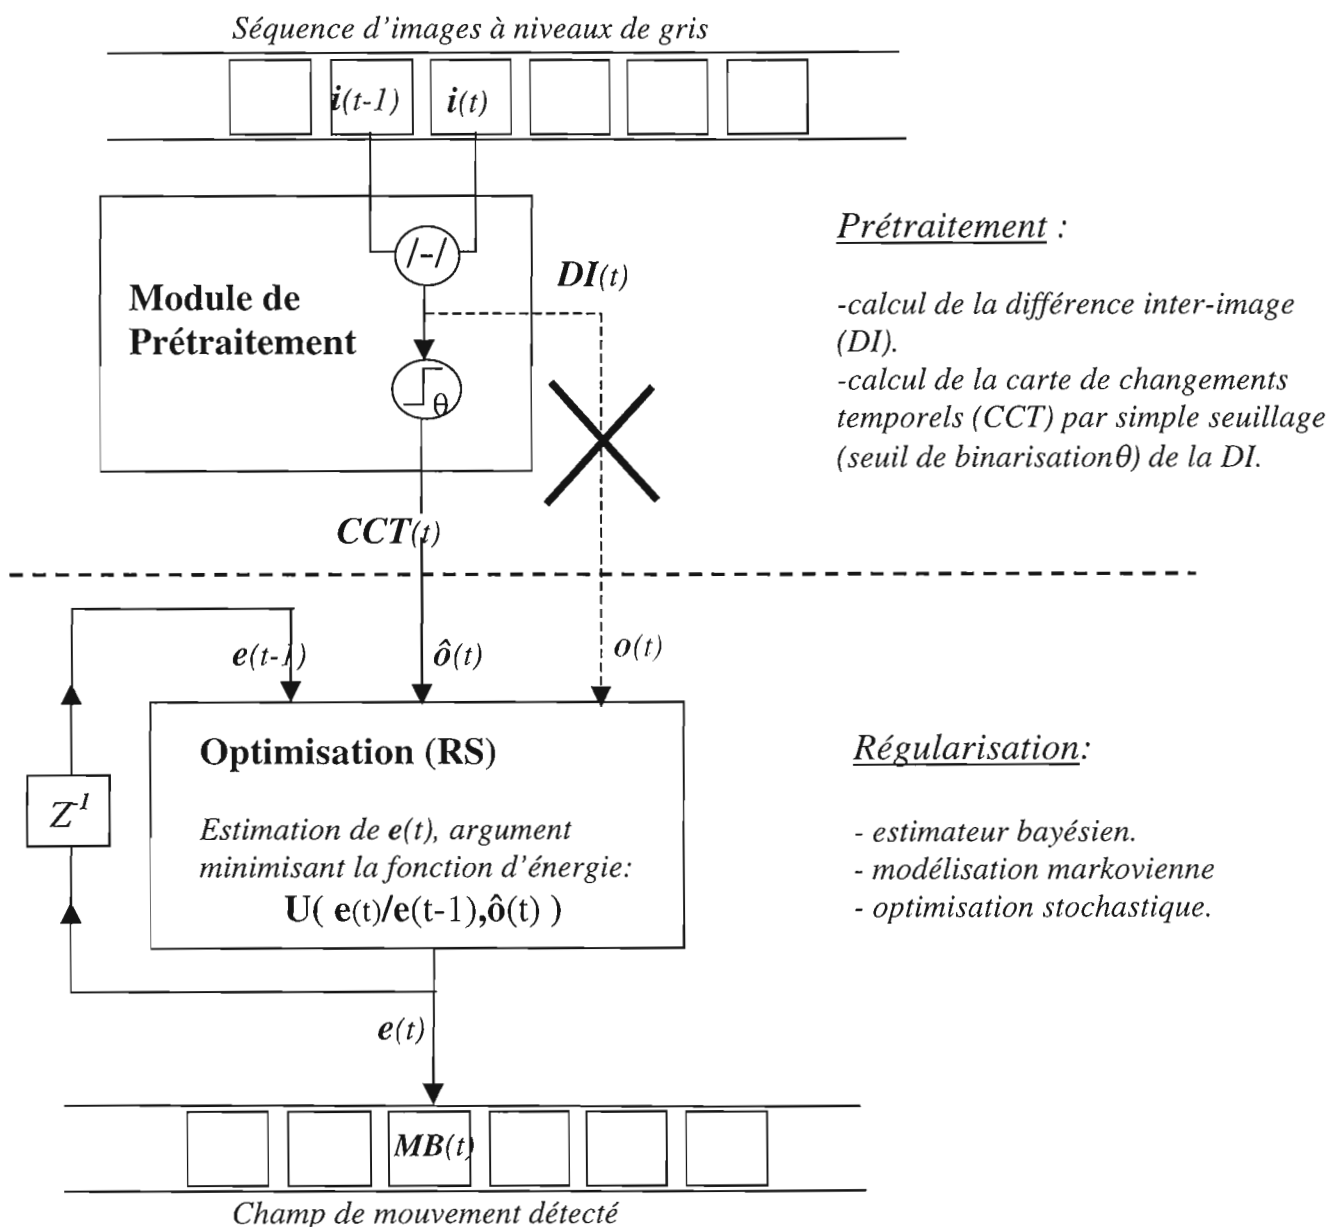 Séquence d'images à niveaux de gris
i(t-1)
i(t)
/-/
DI(t)
Module de
Prétraitement
θ
CCT(t)
Prétraitement :
-calcul de la différence inter-image
(DI).
-calcul de la carte de changements
temporels (CCT) par simple seuillage
(seuil de binarisationθ) de la DI.
e(t-1)
ô(t)
o(t)
Optimisation (RS)
Estimation de e(t), argument
minimisant la fonction d'énergie:
U( e(t)/e(t-1),ô(t) )
Z-1
Régularisation:
- estimateur bayésien.
- modélisation markovienne
- optimisation stochastique.
e(t)
MB(t)
Champ de mouvement détecté